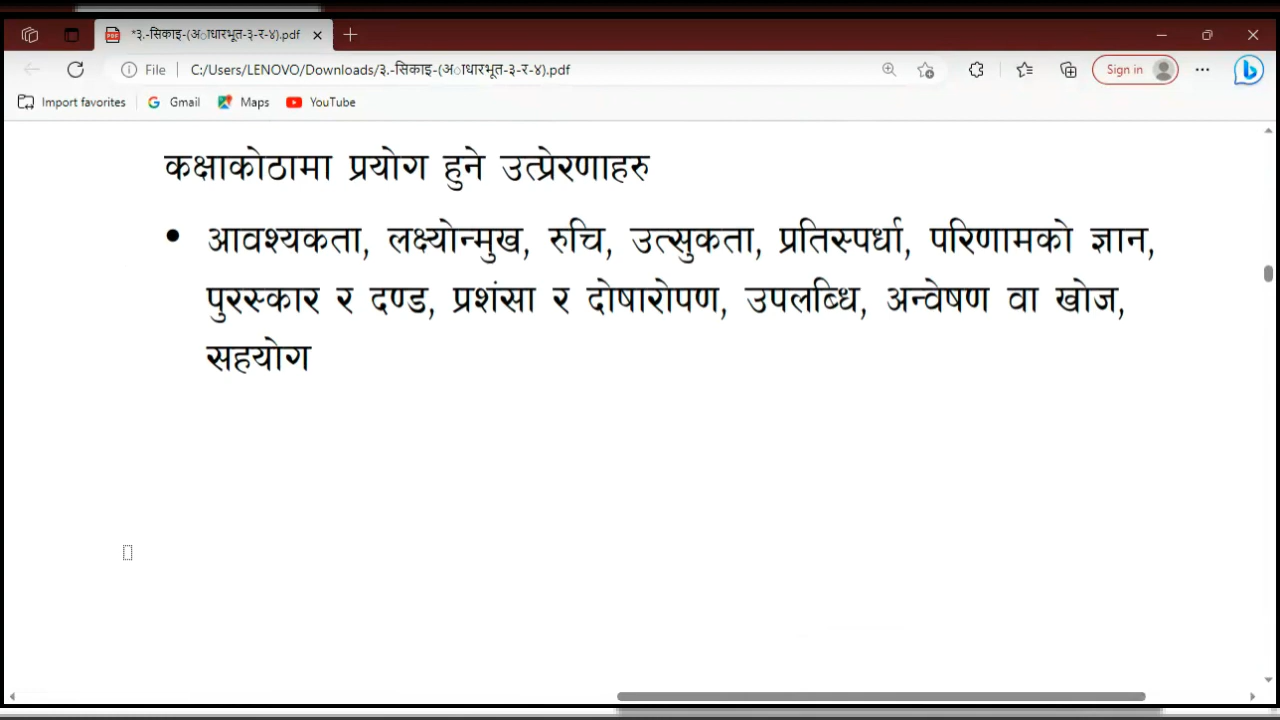 *३.-सिकाइ-(अाधारभूत-३-र-४).pdf
File C:/Users/LENOVO/Downloads/३.-सिकाइ-(अाधारभूत-३-र-४).pdf Sign in
Import favorites Gmail Maps YouTube
कक्षाकोठामा प्रयोग हुने उत्प्रेरणाहरु
• आवश्यकता, लक्ष्योन्मुख, रुचि, उत्सुकता, प्रतिस्पर्धा, परिणामको ज्ञान,
पुरस्कार र दण्ड, प्रशंसा र दोषारोपण, उपलब्धि, अन्वेषण वा खोज,
सहयोग